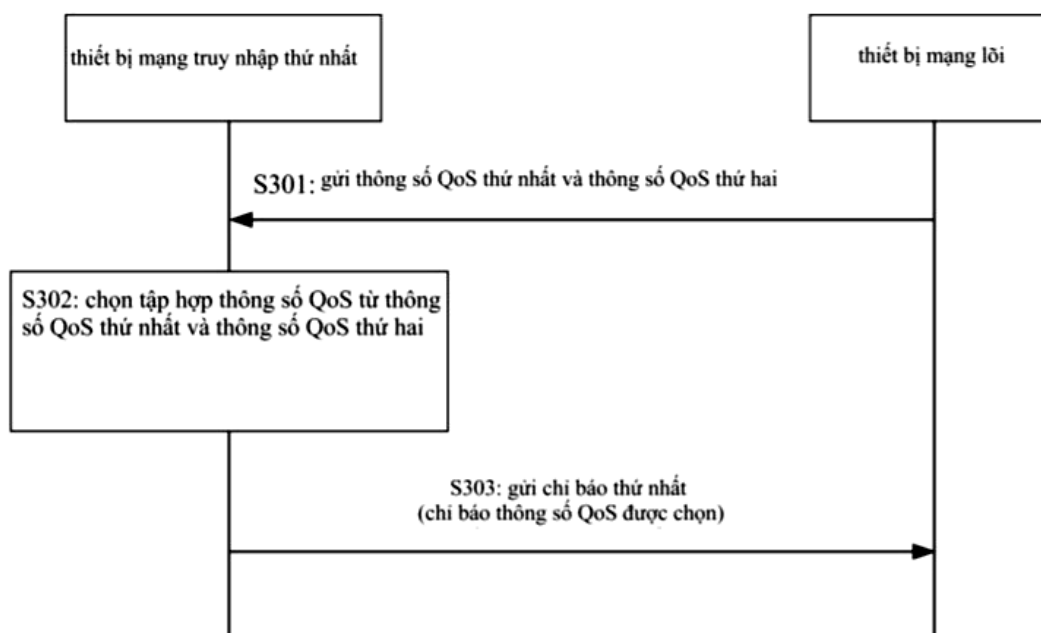 thiết bị mạng truy nhập thứ nhất
thiết bị mạng lõi
S301: gửi thông số QoS thứ nhất và thông số QoS thứ hai
S302: chọn tập hợp thông số QoS từ thông
số QoS thứ nhất và thông số QoS thứ hai
S303: gửi chỉ báo thứ nhất
(chỉ báo thông số QoS được chọn)